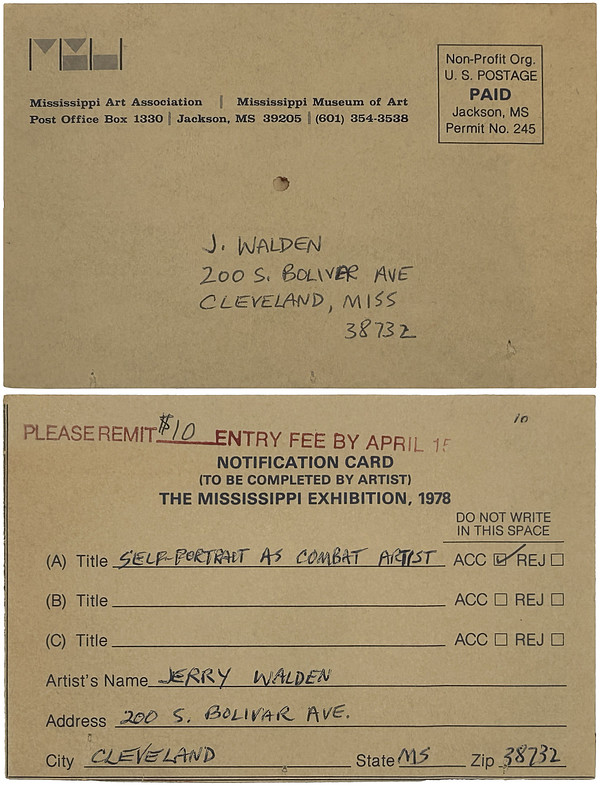 Mississippi Art Association | Mississippi Museum of Art
Post Office Box 1330 | Jackson, MS 39205 | (601) 354-3538
Non-Profit Org.
U. S. POSTAGE
PAID
Jackson, MS
Permit No. 245
J. WALDEN
200 S. BOLIVER AVE
CLEVELAND, MISS
38732
10
PLEASE REMIT $10 ENTRY FEE BY APRIL 15
NOTIFICATION CARD
(TO BE COMPLETED BY ARTIST)
THE MISSISSIPPI EXHIBITION, 1978
DO NOT WRITE
IN THIS SPACE
(A) Title SELF-PORTRAIT AS COMBAT ARTIST ACC ☑ REJ ☐
(B) Title ACC ☐ REJ ☐
(C) Title ACC ☐ REJ ☐
Artist's Name JERRY WALDEN
Address 200 S. BOLIVAR AVE.
City CLEVELAND State MS Zip 38732